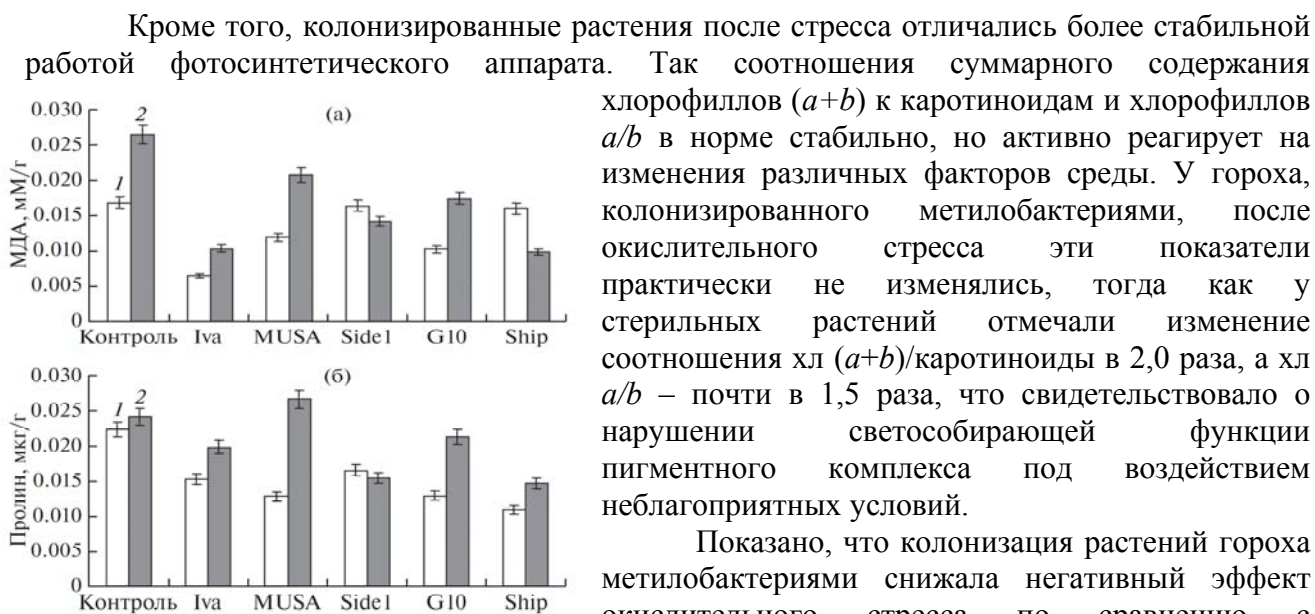 Кроме того, колонизированные растения после стресса отличались более стабильной
работой фотосинтетического аппарата. Так соотношения суммарного содержания
хлорофиллов (a+b) к каротиноидам и хлорофиллов
a/b в норме стабильно, но активно реагирует на
изменения различных факторов среды. У гороха,
колонизированного метилобактериями, после
окислительного стресса эти показатели
практически не изменялись, тогда как у
стерильных растений отмечали изменение
соотношения хл (a+b)/каротиноиды в 2,0 раза, а хл
a/b – почти в 1,5 раза, что свидетельствовало о
нарушении светособирающей функции
пигментного комплекса под воздействием
неблагоприятных условий.
Показано, что колонизация растений гороха
метилобактериями снижала негативный эффект
окислительного стресса по сравнению с
(а)
МДА, мМ/г
0.030
0.025
0.020
0.015
0.010
0.005
0
1 2
Контроль Iva MUSA Side1 G10 Ship
(б)
Пролин, мкг/г
0.030
0.025
0.020
0.015
0.010
0.005
0
1 2
Контроль Iva MUSA Side1 G10 Ship